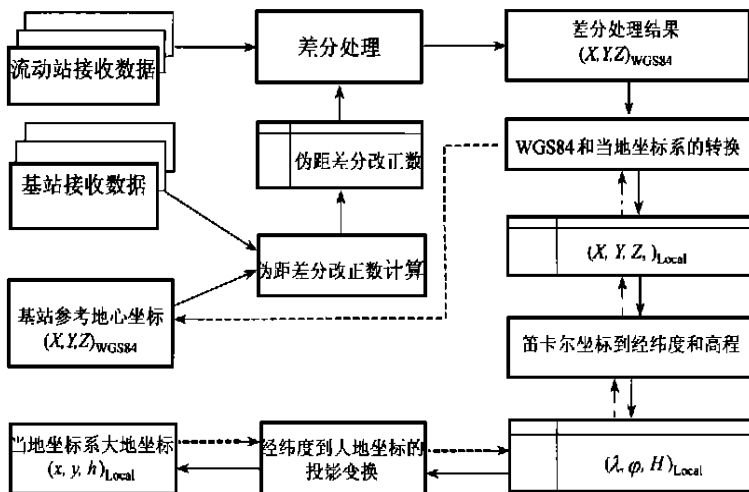 流动站接收数据
差分处理
差分处理结果
(X,Y,Z)WGS84
伪距差分改正数
WGS84和当地坐标系的转换
基站接收数据
(X, Y, Z, )Local
伪距差分改正数计算
基站参考地心坐标
(X,Y,Z)WGS84
笛卡尔坐标到经纬度和高程
当地坐标系大地坐标
(x, y, h)Local
经纬度到人地坐标的
投影变换
(λ, φ, H)Local